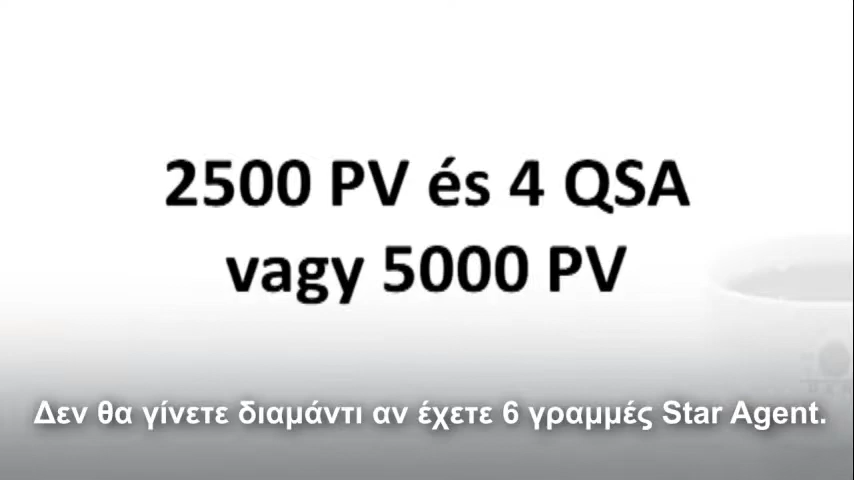 2500 PV és 4 QSA
vagy 5000 PV
Δεν θα γίνετε διαμάντι αν έχετε 6 γραμμές Star Agent.